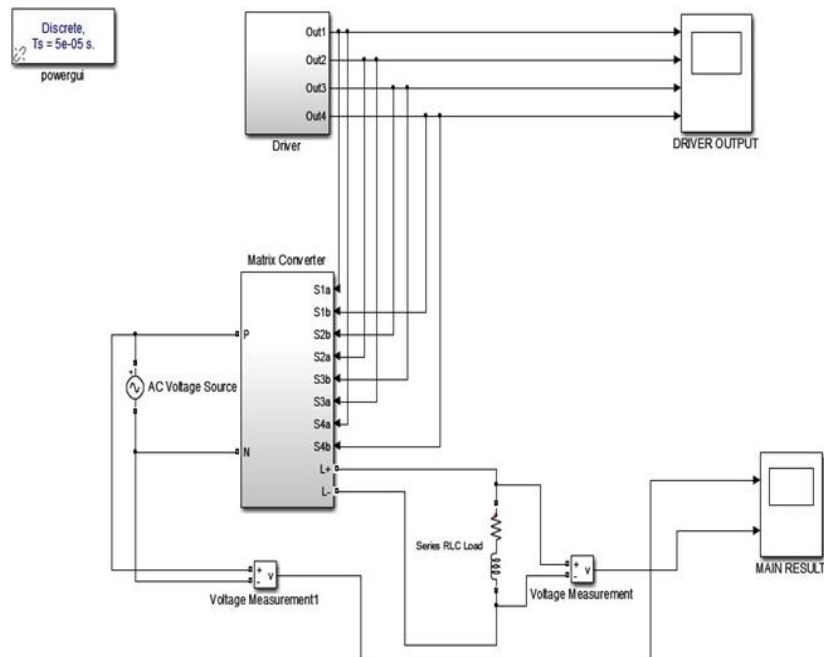 Discrete,
Ts = 5e-05 s.
powergui
Out1
Out2
Out3
Out4
Driver
DRIVER OUTPUT
Matrix Converter
S1a
S1b
S2b
S2a
S3b
S3a
S4a
S4b
P
N
L+
L-
AC Voltage Source
Series RLC Load
+
-
v
Voltage Measurement1
+
-
v
Voltage Measurement
MAIN RESULT